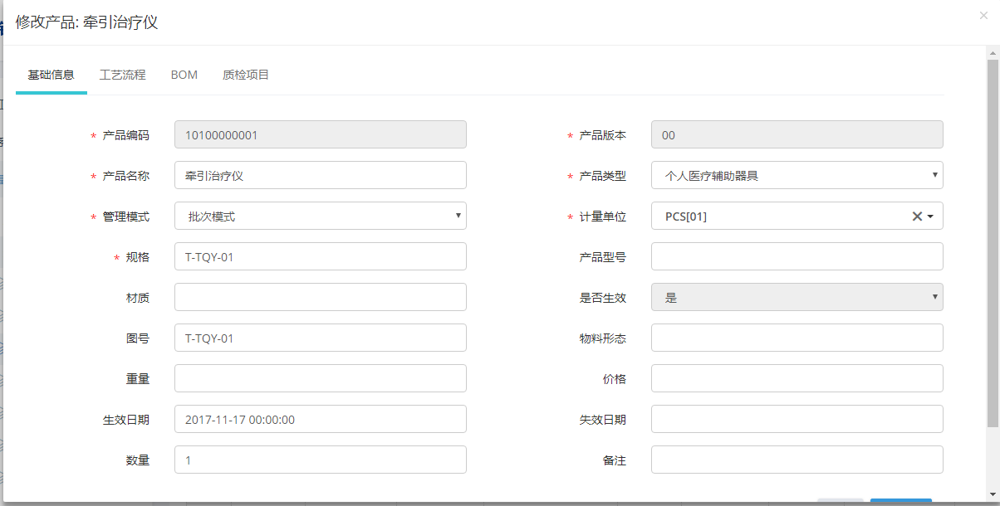 修改产品: 牵引治疗仪
×
基础信息 工艺流程 BOM 质检项目
* 产品编码 10100000001 * 产品版本 00
* 产品名称 牵引治疗仪 * 产品类型 个人医疗辅助器具
* 管理模式 批次模式 * 计量单位 PCS[01] ×
* 规格 T-TQY-01 产品型号
材质 是否生效 是
图号 T-TQY-01 物料形态
重量 价格
生效日期 2017-11-17 00:00:00 失效日期
数量 1 备注